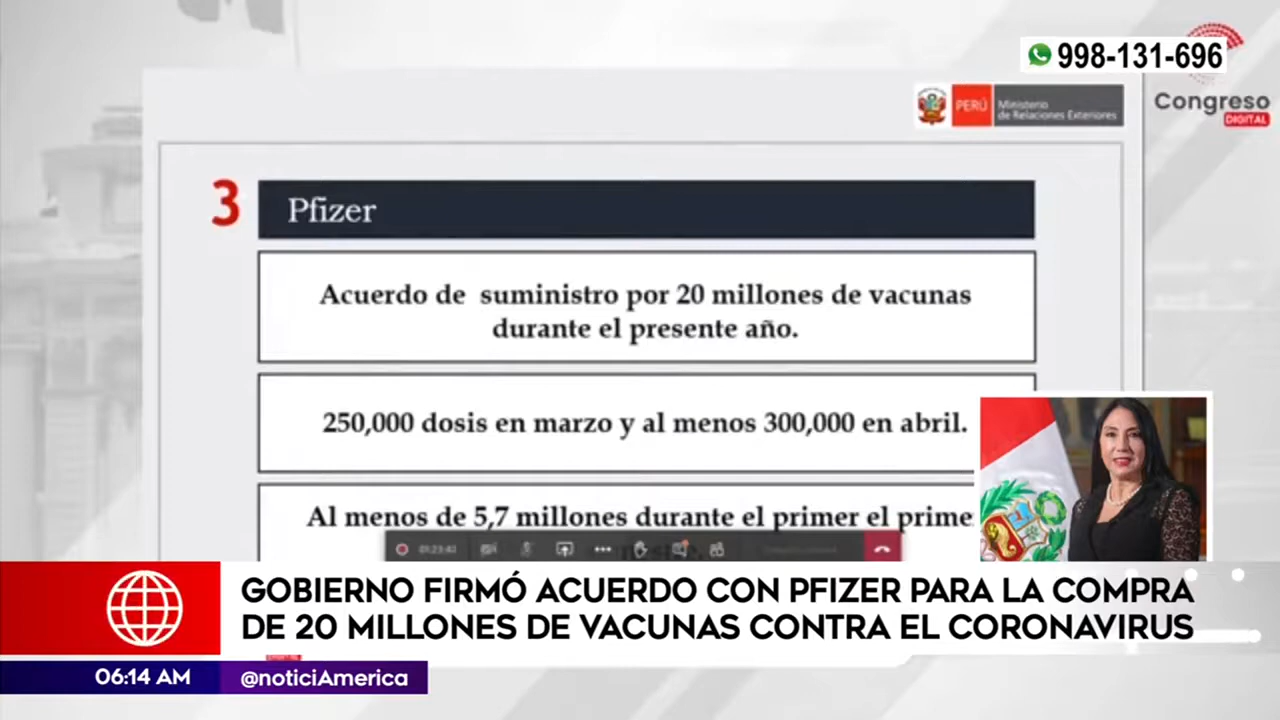 998-131-696
PERÚ
Ministerio
de Relaciones Exteriores
Congreso
DIGITAL
3
Pfizer
Acuerdo de suministro por 20 millones de vacunas
durante el presente año.
250,000 dosis en marzo y al menos 300,000 en abril.
Al menos de 5,7 millones durante el primer el prime
01:23:40
GOBIERNO FIRMÓ ACUERDO CON PFIZER PARA LA COMPRA
DE 20 MILLONES DE VACUNAS CONTRA EL CORONAVIRUS
06:14 AM
@noticiAmerica